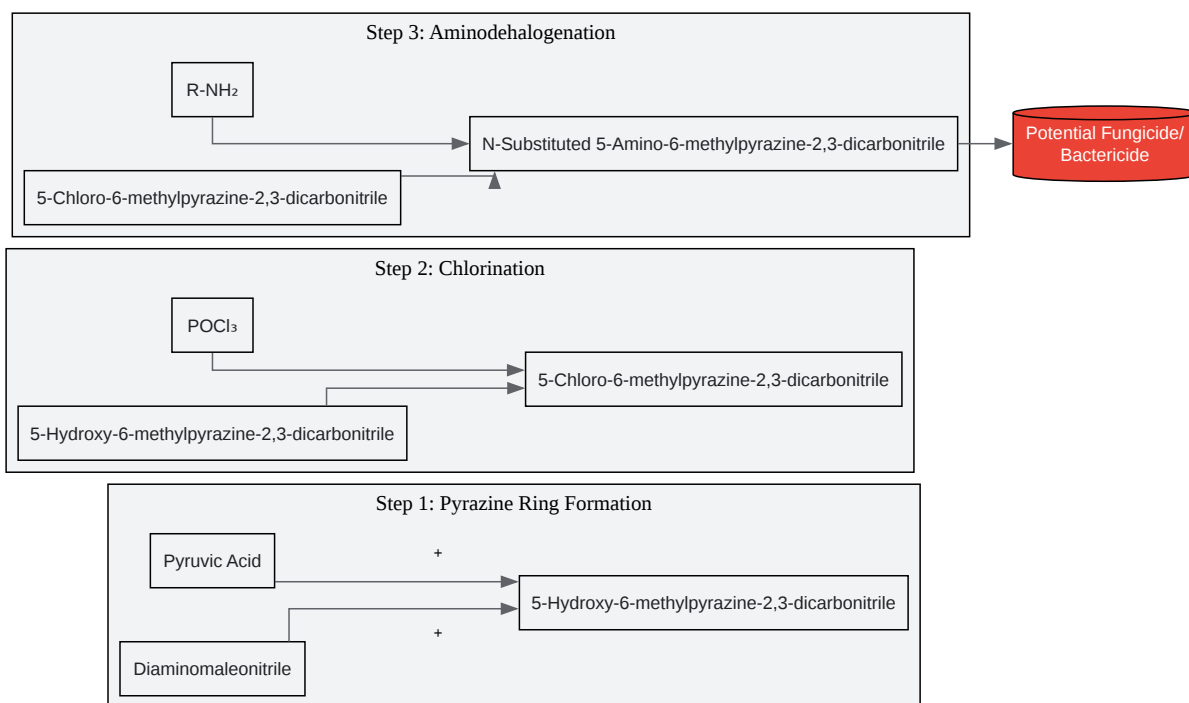 Step 3: Aminodehalogenation
R-NH₂
N-Substituted 5-Amino-6-methylpyrazine-2,3-dicarbonitrile
Potential Fungicide/
Bactericide
5-Chloro-6-methylpyrazine-2,3-dicarbonitrile
Step 2: Chlorination
POCl₃
5-Chloro-6-methylpyrazine-2,3-dicarbonitrile
5-Hydroxy-6-methylpyrazine-2,3-dicarbonitrile
Step 1: Pyrazine Ring Formation
Pyruvic Acid
+
5-Hydroxy-6-methylpyrazine-2,3-dicarbonitrile
+
Diaminomaleonitrile